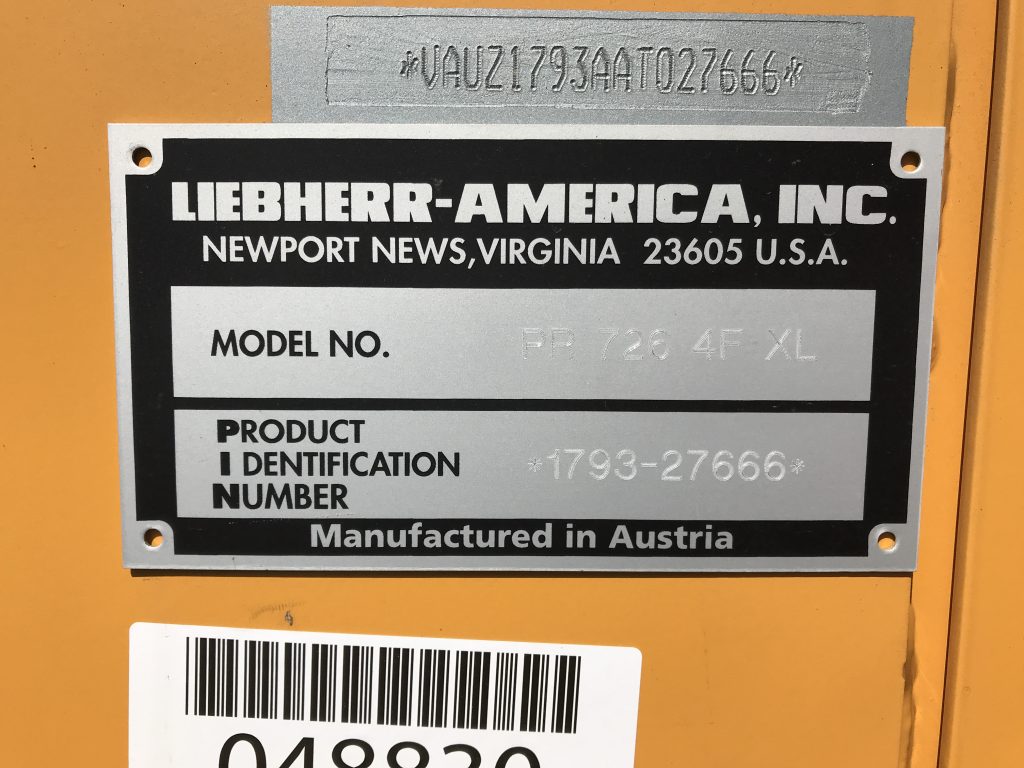 *VAUZ1793AAT027666*
LIEBHERR-AMERICA, INC.
NEWPORT NEWS, VIRGINIA 23605 U.S.A.
MODEL NO. PR 726 4F XL
PRODUCT
IDENTIFICATION *1793-27666*
NUMBER
Manufactured in Austria
048820